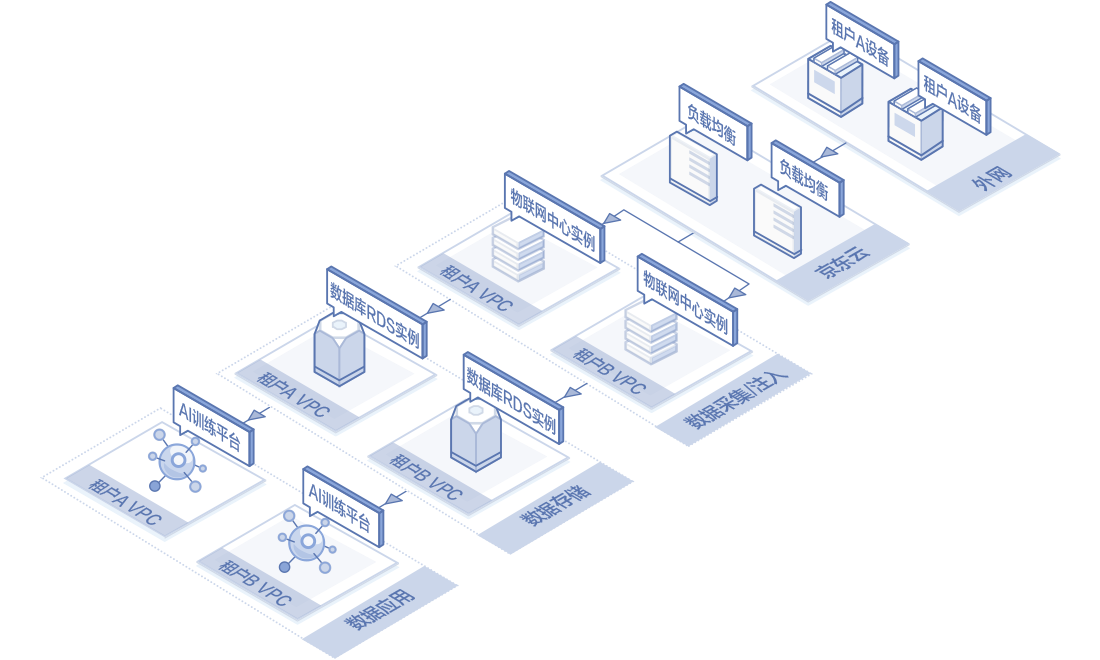 租户A设备
租户A设备
外网
负载均衡
负载均衡
京东云
物联网中心实例
租户A VPC
物联网中心实例
租户B VPC
数据采集/注入
数据库RDS实例
租户A VPC
数据库RDS实例
租户B VPC
数据存储
AI训练平台
租户A VPC
AI训练平台
租户B VPC
数据应用